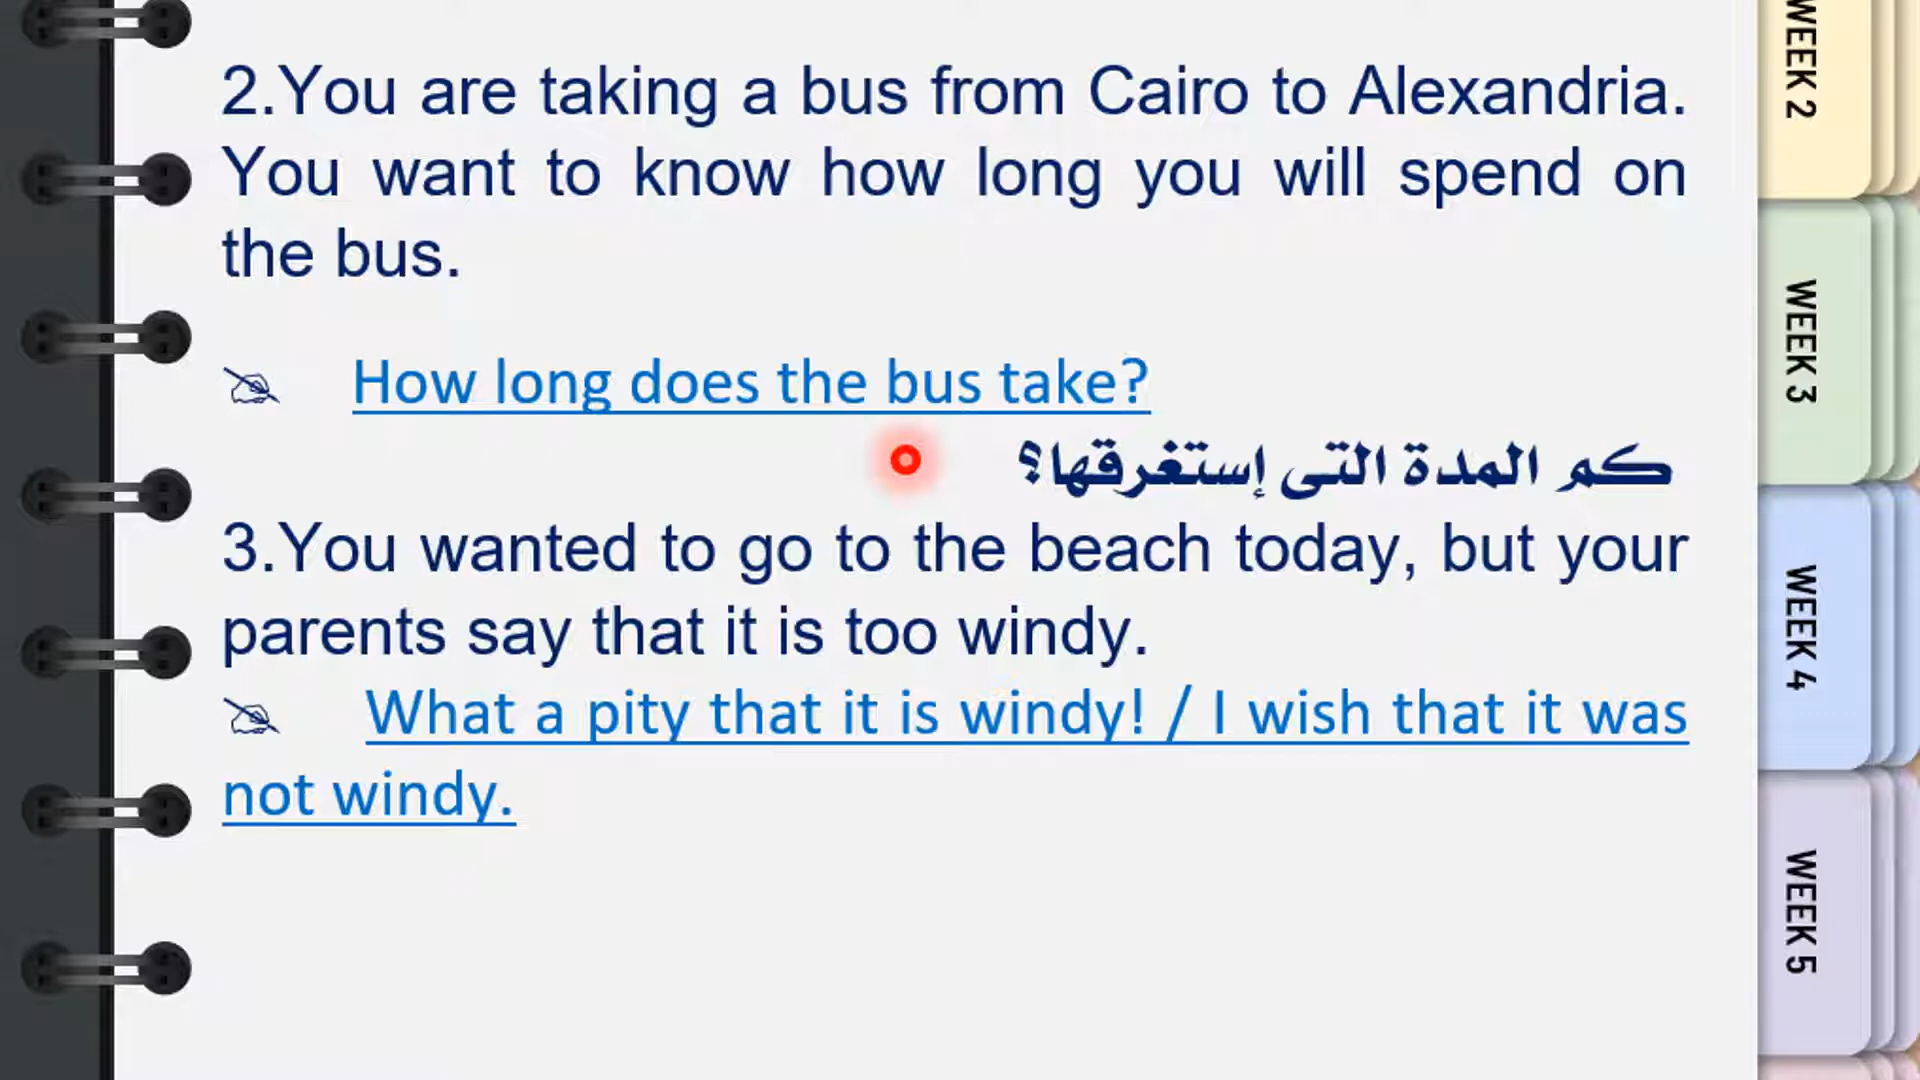 2.You are taking a bus from Cairo to Alexandria.
You want to know how long you will spend on
the bus.
How long does the bus take?
كم المدة التى إستغرقها؟
3.You wanted to go to the beach today, but your
parents say that it is too windy.
What a pity that it is windy! / I wish that it was
not windy.
WEEK 2
WEEK 3
WEEK 4
WEEK 5